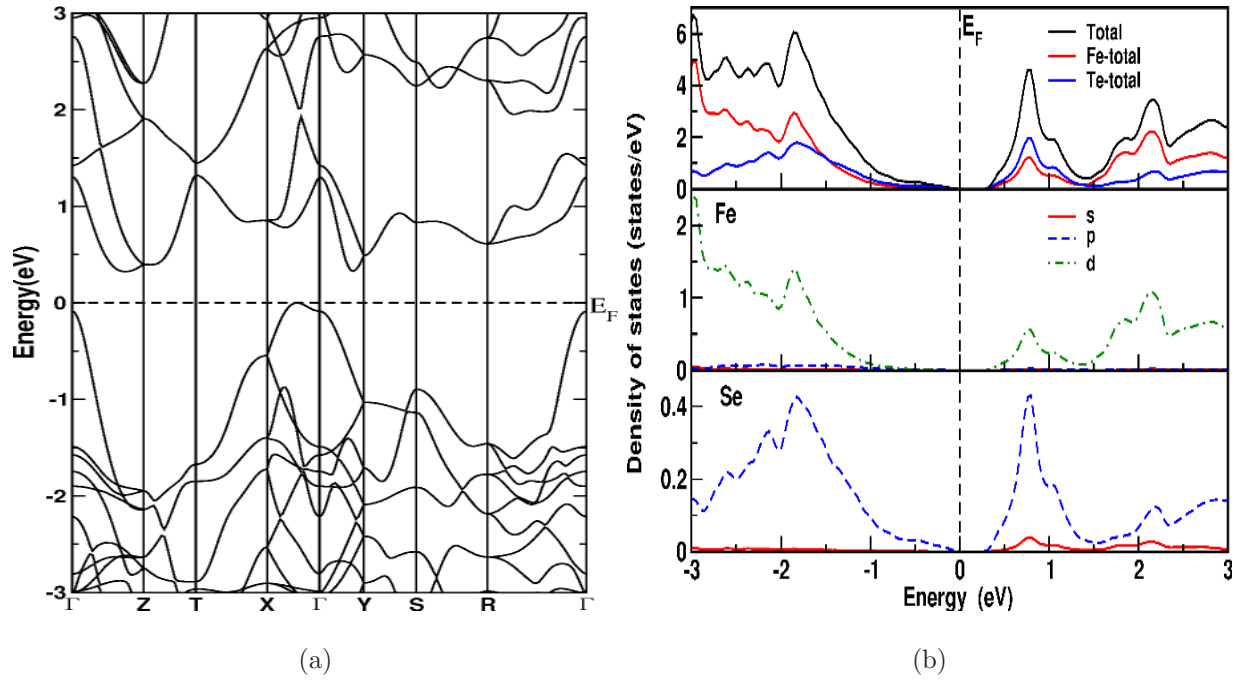 3
2
1
0
-1
-2
-3
Energy(eV)
E_F
Γ Z T X Γ Y S R Γ
(a)
6
4
2
0
E_F
Total
Fe-total
Te-total
2
1
0
Fe
s
p
d
0.4
0.2
0
Se
Density of states (states/eV)
-3 -2 -1 0 1 2 3
Energy (eV)
(b)